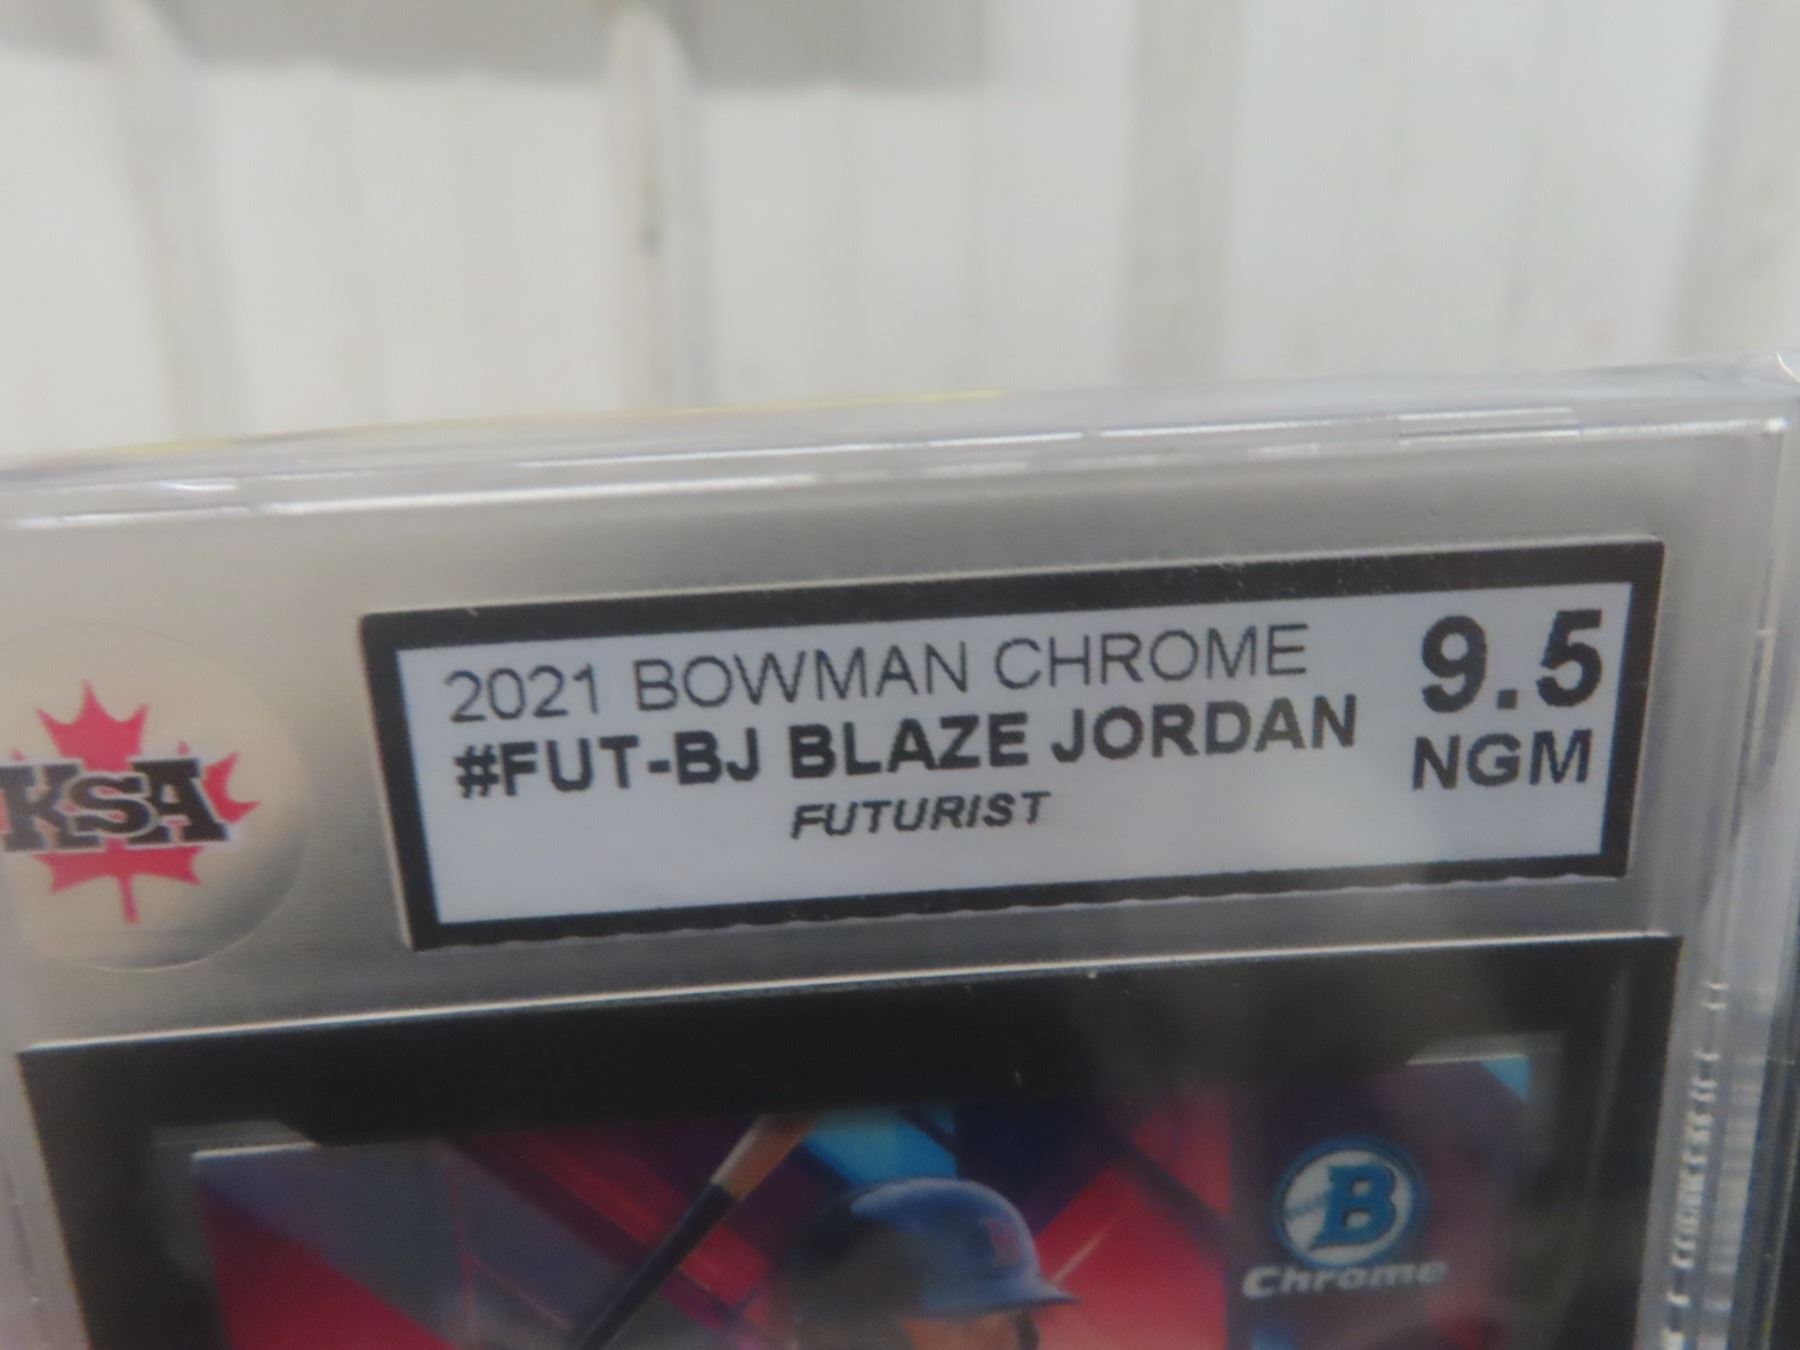 2021 BOWMAN CHROME
#FUT-BJ BLAZE JORDAN
FUTURIST
9.5
NGM
KSA
B
Chrome